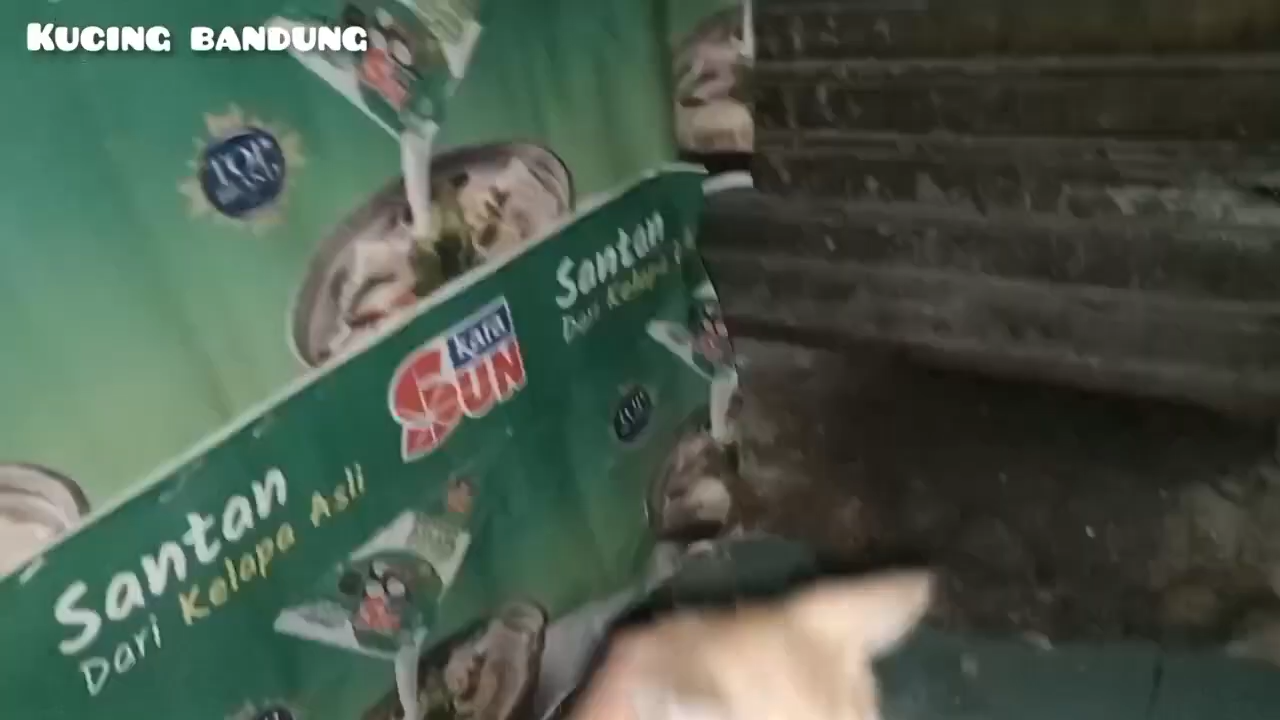 KUCING BANDUNG
Santan
Dari Kelapa
kara
SUN
Santan
Dari Kelapa Asli